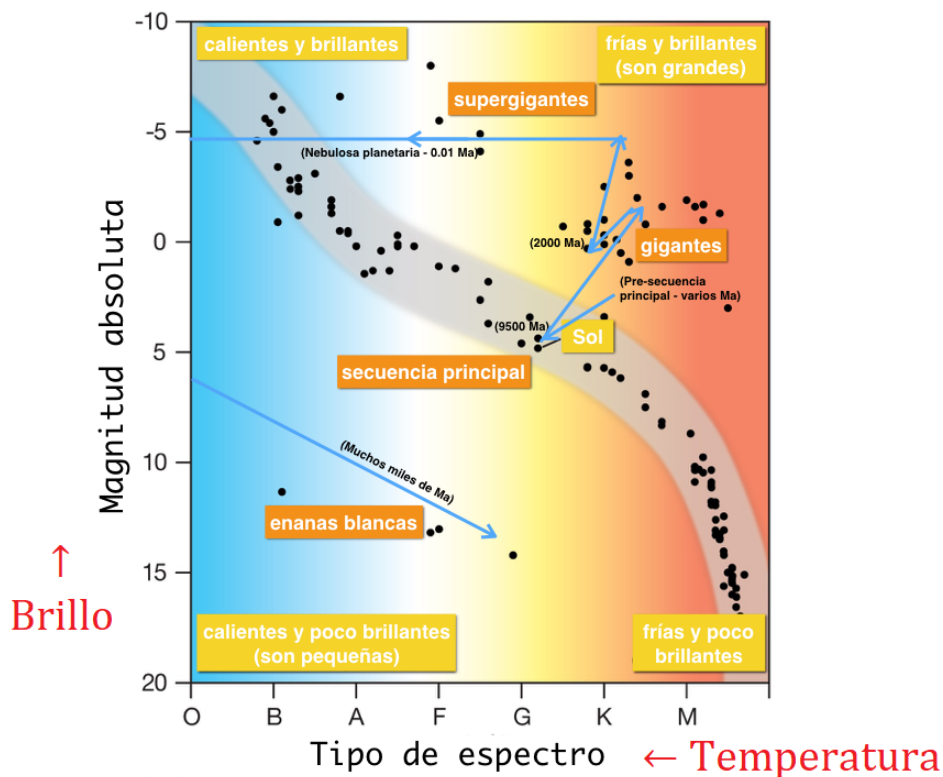 -10
calientes y brillantes
frías y brillantes
(son grandes)
supergigantes
-5
(Nebulosa planetaria - 0.01 Ma)
0
(2000 Ma)
gigantes
(Pre-secuencia
principal - varios Ma)
(9500 Ma)
Sol
5
secuencia principal
Magnitud absoluta
10
(Muchos miles de Ma)
enanas blancas
↑
Brillo
15
calientes y poco brillantes
(son pequeñas)
frías y poco
brillantes
20
O B A F G K M
Tipo de espectro
← Temperatura